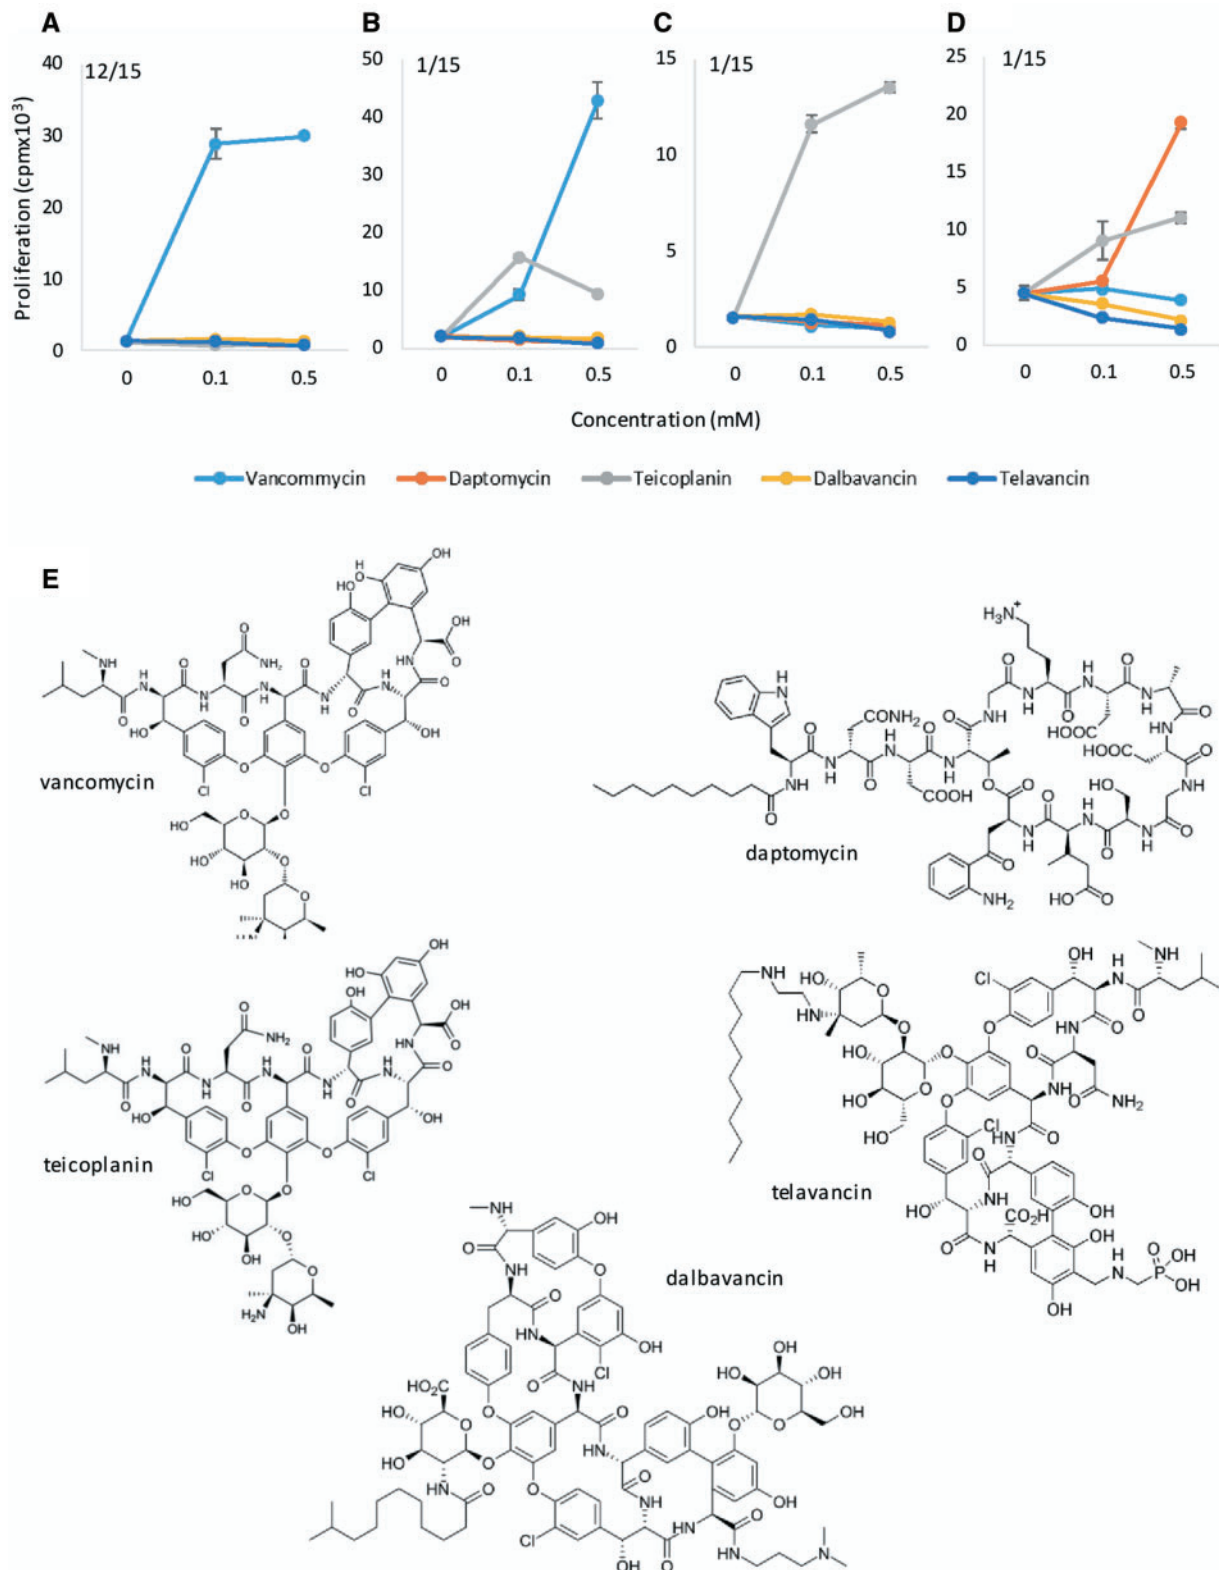 A B C D
Proliferation (cpmx10³)
12/15
40
30
20
10
0
0 0.1 0.5
1/15
50
40
30
20
10
0
0 0.1 0.5
1/15
15
10
5
0
0 0.1 0.5
1/15
25
20
15
10
5
0
0 0.1 0.5
Concentration (mM)
Vancommycin Daptomycin Teicoplanin Dalbavancin Telavancin
E
vancomycin
daptomycin
teicoplanin
telavancin
dalbavancin